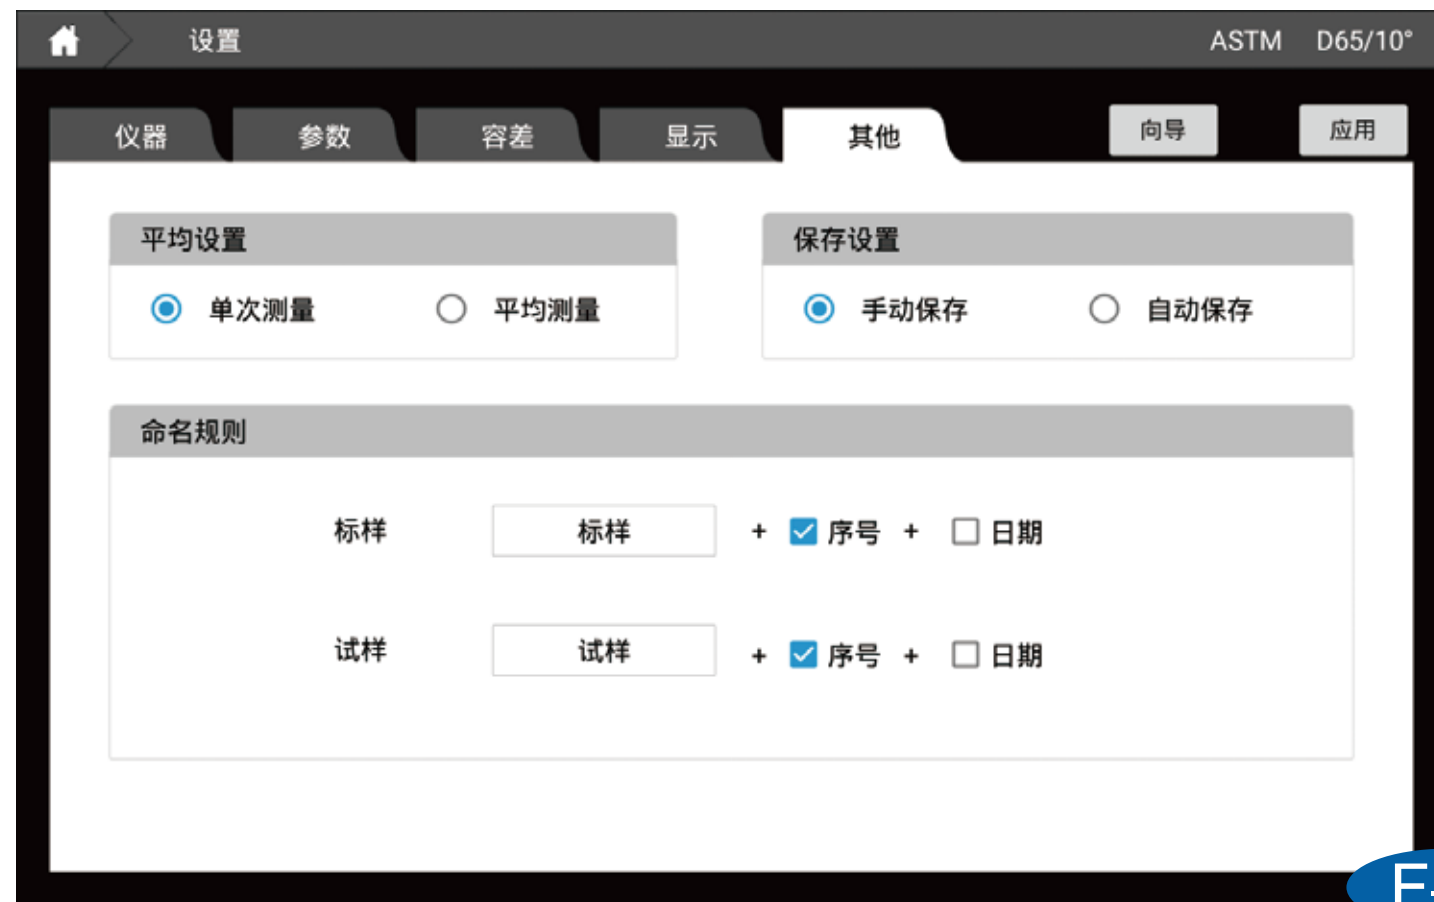 设置 ASTM D65/10°
仪器 参数 容差 显示 其他 向导 应用
平均设置 保存设置
单次测量 平均测量 手动保存 自动保存
命名规则
标样 标样 + 序号 + 日期
试样 试样 + 序号 + 日期